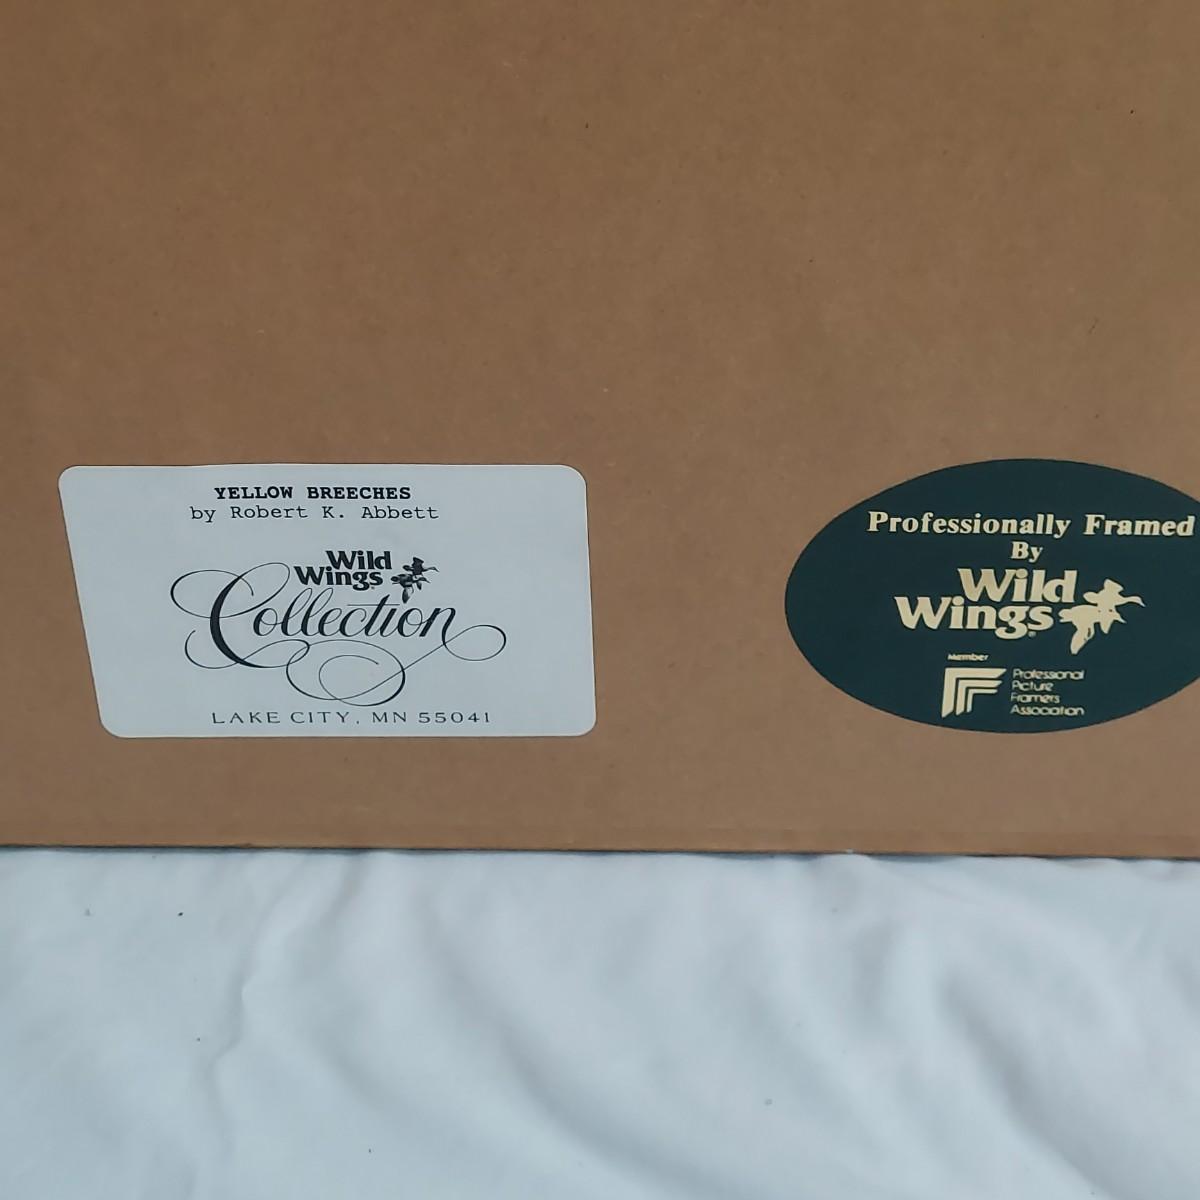 YELLOW BREECHES
by Robert K. Abbett
Wild
Wings
Collection
LAKE CITY, MN 55041
Professionally Framed
By
Wild
Wings®
Member
Professional
Picture
Framers
Association